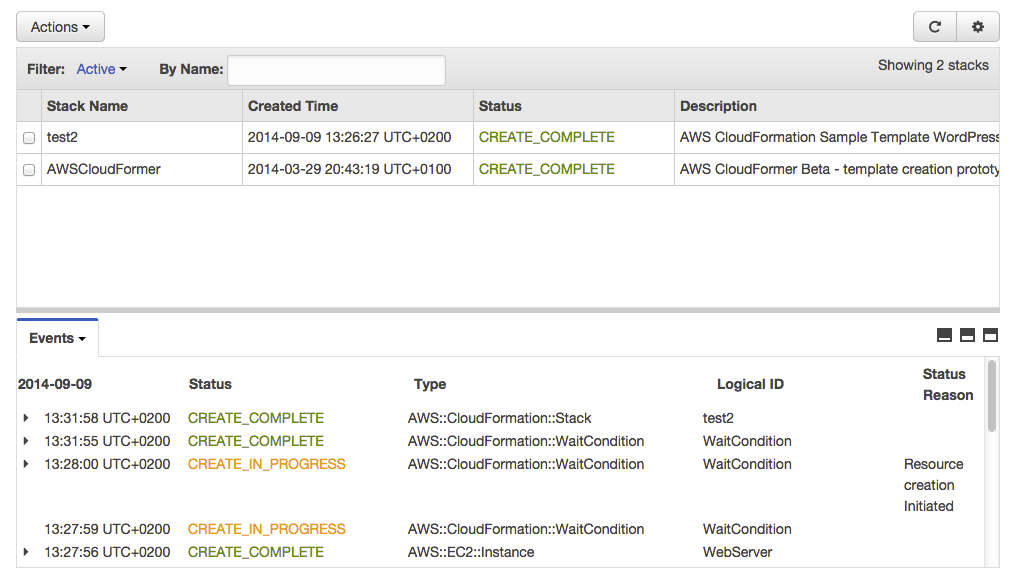 Actions
Filter: Active By Name: Showing 2 stacks
Stack Name Created Time Status Description
test2 2014-09-09 13:26:27 UTC+0200 CREATE_COMPLETE AWS CloudFormation Sample Template WordPress
AWSCloudFormer 2014-03-29 20:43:19 UTC+0100 CREATE_COMPLETE AWS CloudFormer Beta - template creation prototy
Events
2014-09-09 Status Type Logical ID Status
Reason
13:31:58 UTC+0200 CREATE_COMPLETE AWS::CloudFormation::Stack test2
13:31:55 UTC+0200 CREATE_COMPLETE AWS::CloudFormation::WaitCondition WaitCondition
13:28:00 UTC+0200 CREATE_IN_PROGRESS AWS::CloudFormation::WaitCondition WaitCondition Resource
creation
Initiated
13:27:59 UTC+0200 CREATE_IN_PROGRESS AWS::CloudFormation::WaitCondition WaitCondition
13:27:56 UTC+0200 CREATE_COMPLETE AWS::EC2::Instance WebServer